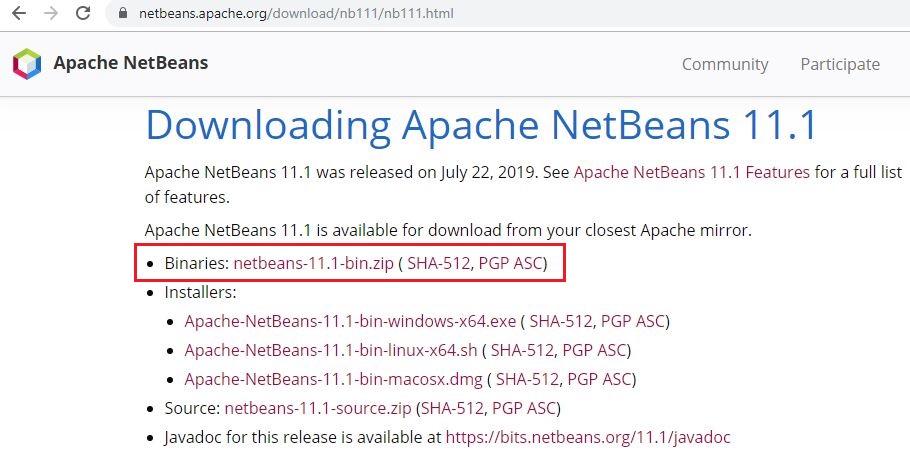 netbeans.apache.org/download/nb111/nb111.html
Apache NetBeans
Community
Participate
Downloading Apache NetBeans 11.1
Apache NetBeans 11.1 was released on July 22, 2019. See Apache NetBeans 11.1 Features for a full list
of features.
Apache NetBeans 11.1 is available for download from your closest Apache mirror.
• Binaries: netbeans-11.1-bin.zip ( SHA-512, PGP ASC)
• Installers:
• Apache-NetBeans-11.1-bin-windows-x64.exe ( SHA-512, PGP ASC)
• Apache-NetBeans-11.1-bin-linux-x64.sh ( SHA-512, PGP ASC)
• Apache-NetBeans-11.1-bin-macosx.dmg ( SHA-512, PGP ASC)
• Source: netbeans-11.1-source.zip (SHA-512, PGP ASC)
• Javadoc for this release is available at https://bits.netbeans.org/11.1/javadoc